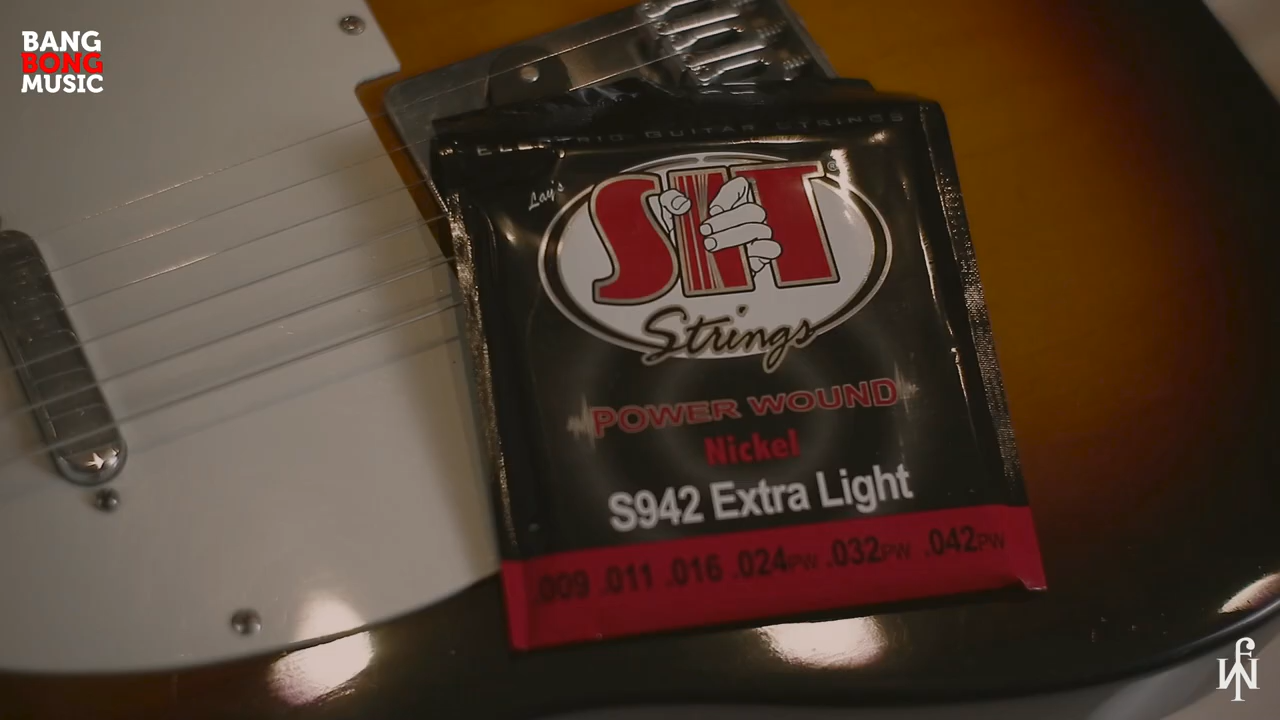 BANG
BONG
MUSIC
ELECTRIC GUITAR STRINGS
Lay's
SIT®
Strings
POWER WOUND
Nickel
S942 Extra Light
.009 .011 .016 .024PW .032PW .042PW